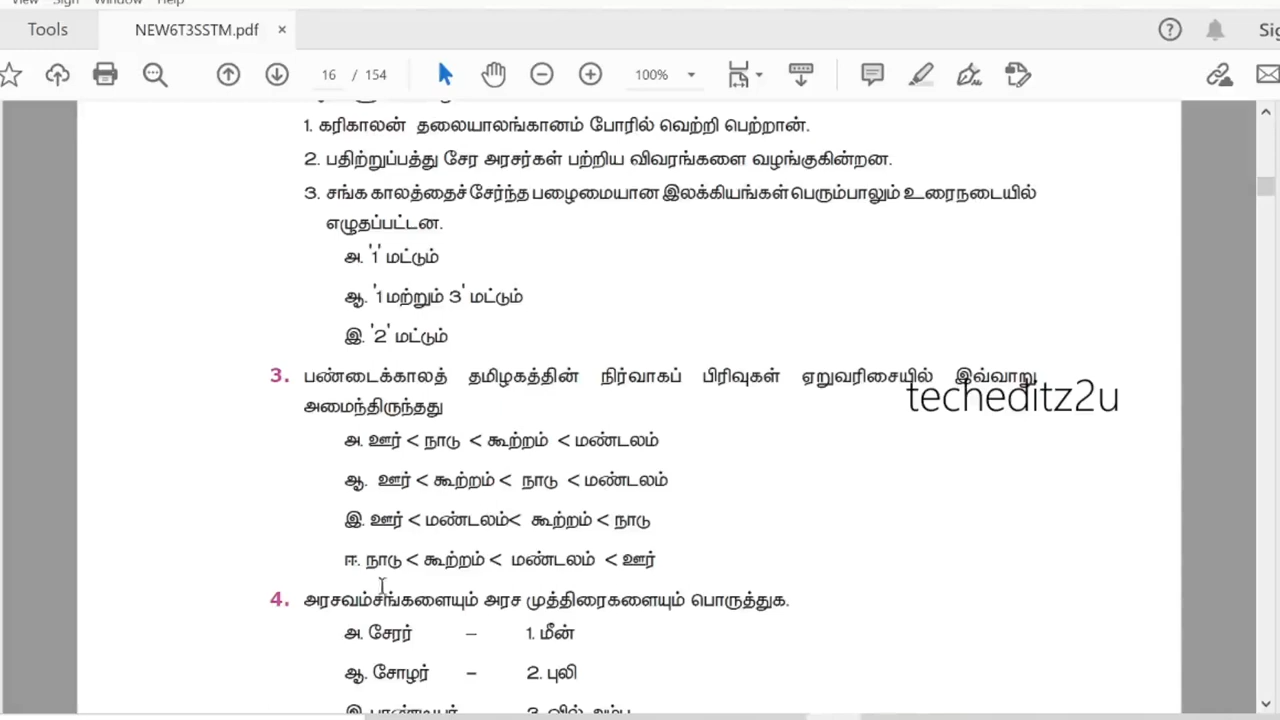 View Sign Window Help
Tools NEW6T3SSTM.pdf ×
16 / 154 100%
1. கரிகாலன் தலையாலங்கானம் போரில் வெற்றி பெற்றான்.
2. பதிற்றுப்பத்து சேர அரசர்கள் பற்றிய விவரங்களை வழங்குகின்றன.
3. சங்க காலத்தைச் சேர்ந்த பழைமையான இலக்கியங்கள் பெரும்பாலும் உரைநடையில்
எழுதப்பட்டன.
அ. '1' மட்டும்
ஆ. '1 மற்றும் 3' மட்டும்
இ. '2' மட்டும்
3. பண்டைக்காலத் தமிழகத்தின் நிர்வாகப் பிரிவுகள் ஏறுவரிசையில் இவ்வாறு
techeditz2u
அமைந்திருந்தது
அ. ஊர் < நாடு < கூற்றம் < மண்டலம்
ஆ. ஊர் < கூற்றம் < நாடு < மண்டலம்
இ. ஊர் < மண்டலம்< கூற்றம் < நாடு
ஈ. நாடு < கூற்றம் < மண்டலம் < ஊர்
4. அரசவம்சங்களையும் அரச முத்திரைகளையும் பொருத்துக.
அ. சேரர் – 1. மீன்
ஆ. சோழர் – 2. புலி